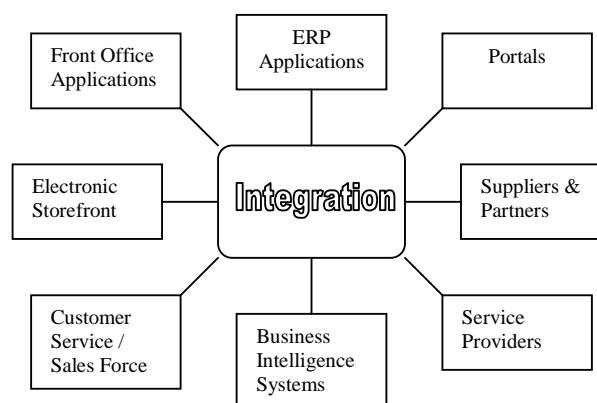 Front Office
Applications
ERP
Applications
Portals
Electronic
Storefront
Integration
Suppliers &
Partners
Customer
Service /
Sales Force
Business
Intelligence
Systems
Service
Providers